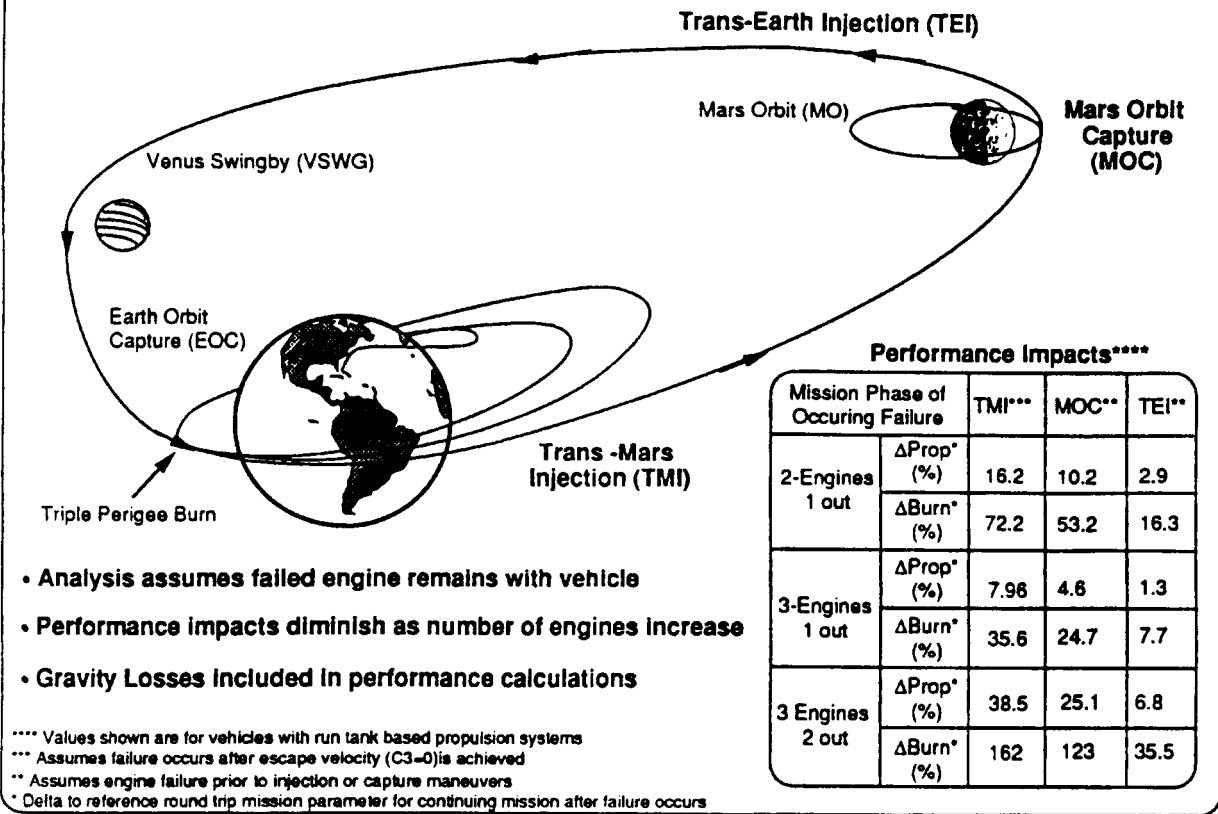 Trans-Earth Injection (TEI)
Mars Orbit (MO)
Mars Orbit
Capture
(MOC)
Venus Swingby (VSWG)
Earth Orbit
Capture (EOC)
Trans -Mars
Injection (TMI)
Triple Perigee Burn
Performance Impacts****
Mission Phase of
Occuring Failure
TMI*** MOC** TEI**
2-Engines
1 out
ΔProp*
(%)
16.2 10.2 2.9
ΔBurn*
(%)
72.2 53.2 16.3
3-Engines
1 out
ΔProp*
(%)
7.96 4.6 1.3
ΔBurn*
(%)
35.6 24.7 7.7
3 Engines
2 out
ΔProp*
(%)
38.5 25.1 6.8
ΔBurn*
(%)
162 123 35.5
• Analysis assumes failed engine remains with vehicle
• Performance impacts diminish as number of engines increase
• Gravity Losses included in performance calculations
**** Values shown are for vehicles with run tank based propulsion systems
*** Assumes failure occurs after escape velocity (C3=0)is achieved
** Assumes engine failure prior to injection or capture maneuvers
* Delta to reference round trip mission parameter for continuing mission after failure occurs